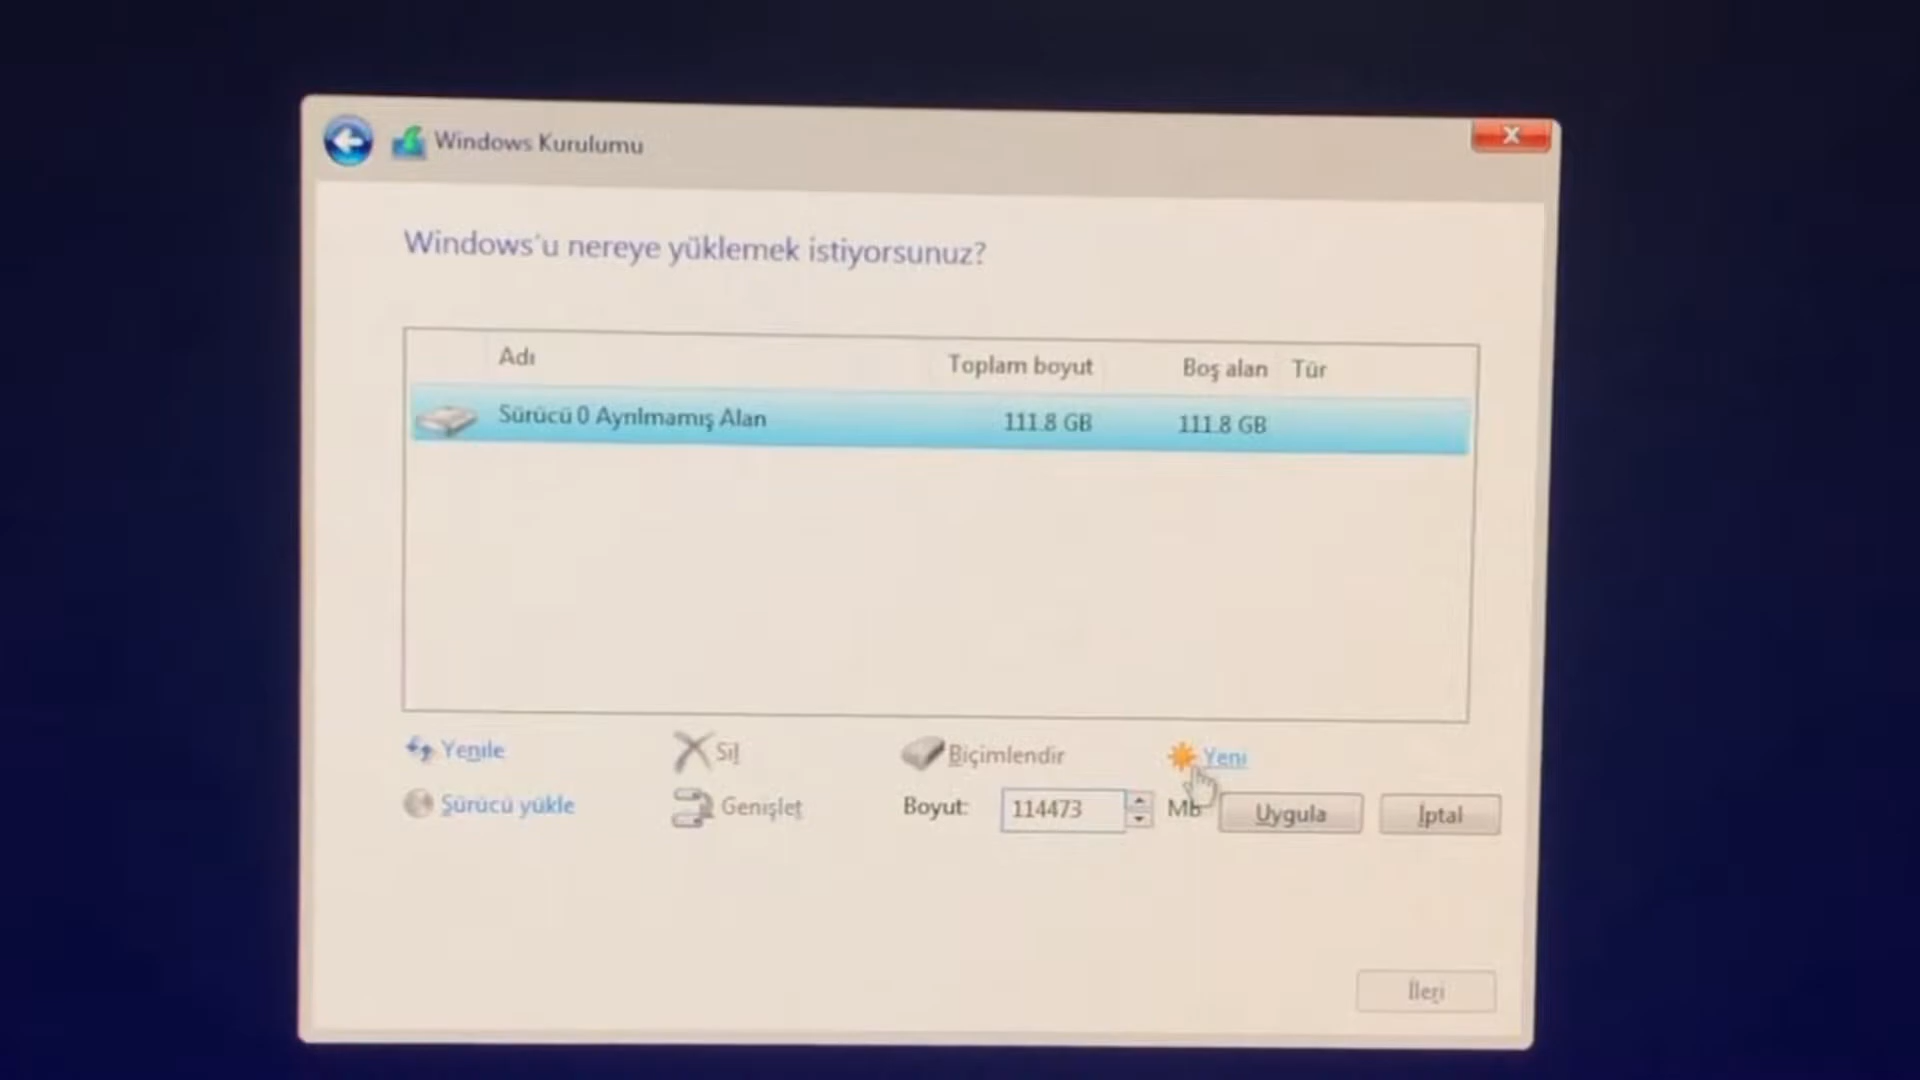 Windows Kurulumu
Windows'u nereye yüklemek istiyorsunuz?
Adı Toplam boyut Boş alan Tür
Sürücü 0 Ayrılmamış Alan 111.8 GB 111.8 GB
Yenile Sil Biçimlendir Yeni
Sürücü yükle Genişlet Boyut: 114473 MB Uygula İptal
İleri